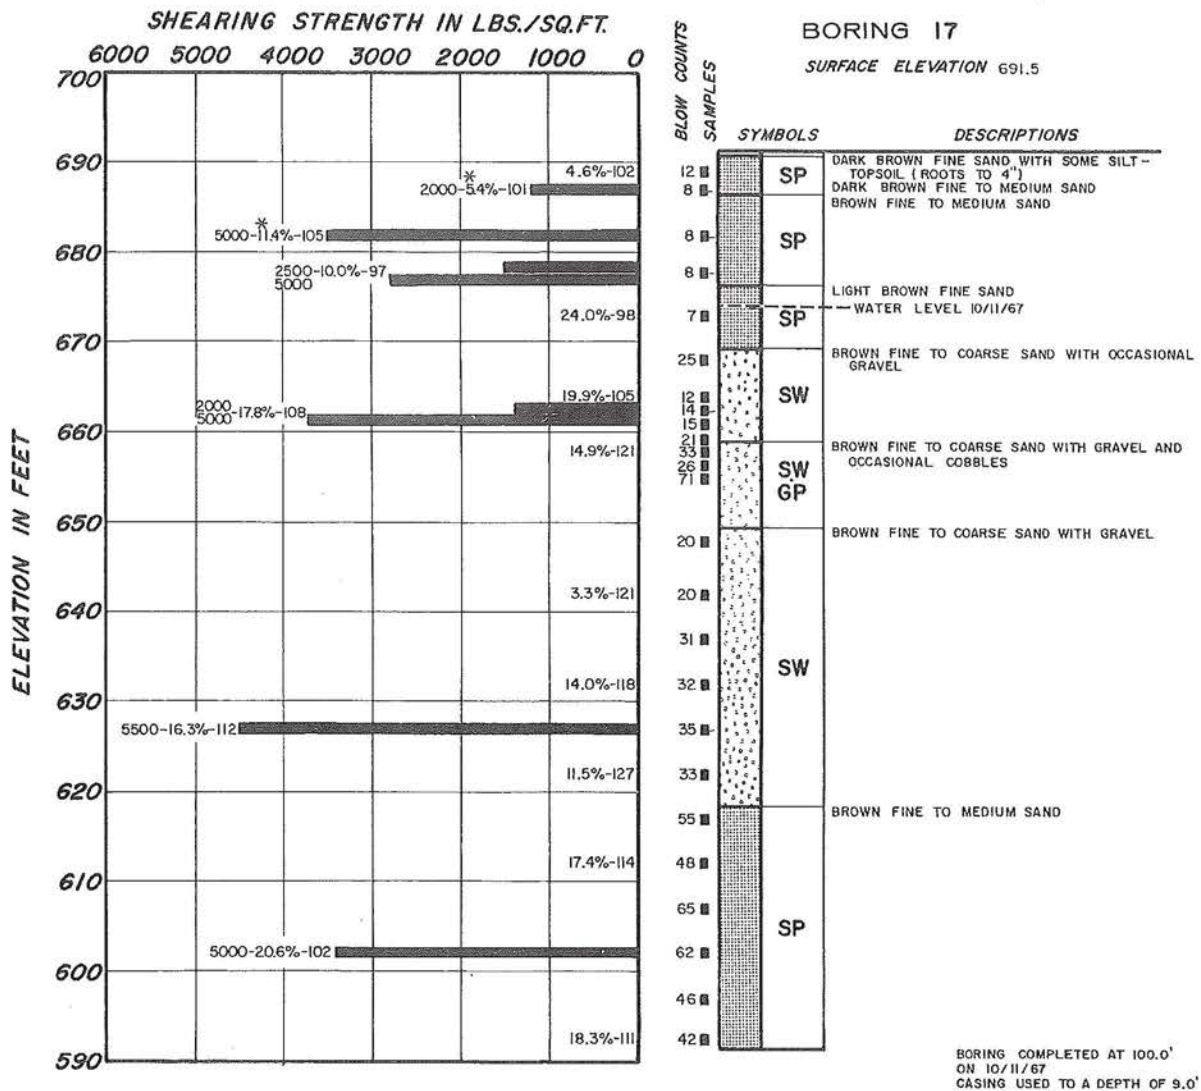 SHEARING STRENGTH IN LBS./SQ.FT.
6000 5000 4000 3000 2000 1000 0
ELEVATION IN FEET
700
690
680
670
660
650
640
630
620
610
600
590
4.6%-102
*
2000-5.4%-101
*
5000-11.4%-105
2500-10.0%-97
5000
24.0%-98
19.9%-105
2000
5000-17.8%-108
14.9%-121
3.3%-121
14.0%-118
5500-16.3%-112
11.5%-127
17.4%-114
5000-20.6%-102
18.3%-111
BORING 17
SURFACE ELEVATION 691.5
BLOW COUNTS
SAMPLES
SYMBOLS
DESCRIPTIONS
12
8
8
8
7
25
12
14
15
21
33
26
71
20
20
31
32
35
33
55
48
65
62
46
42
SP
SP
SP
SW
SW
GP
SW
SP
DARK BROWN FINE SAND WITH SOME SILT-
TOPSOIL (ROOTS TO 4")
DARK BROWN FINE TO MEDIUM SAND
BROWN FINE TO MEDIUM SAND
LIGHT BROWN FINE SAND
WATER LEVEL 10/11/67
BROWN FINE TO COARSE SAND WITH OCCASIONAL
GRAVEL
BROWN FINE TO COARSE SAND WITH GRAVEL AND
OCCASIONAL COBBLES
BROWN FINE TO COARSE SAND WITH GRAVEL
BROWN FINE TO MEDIUM SAND
BORING COMPLETED AT 100.0'
ON 10/11/67
CASING USED TO A DEPTH OF 9.0'